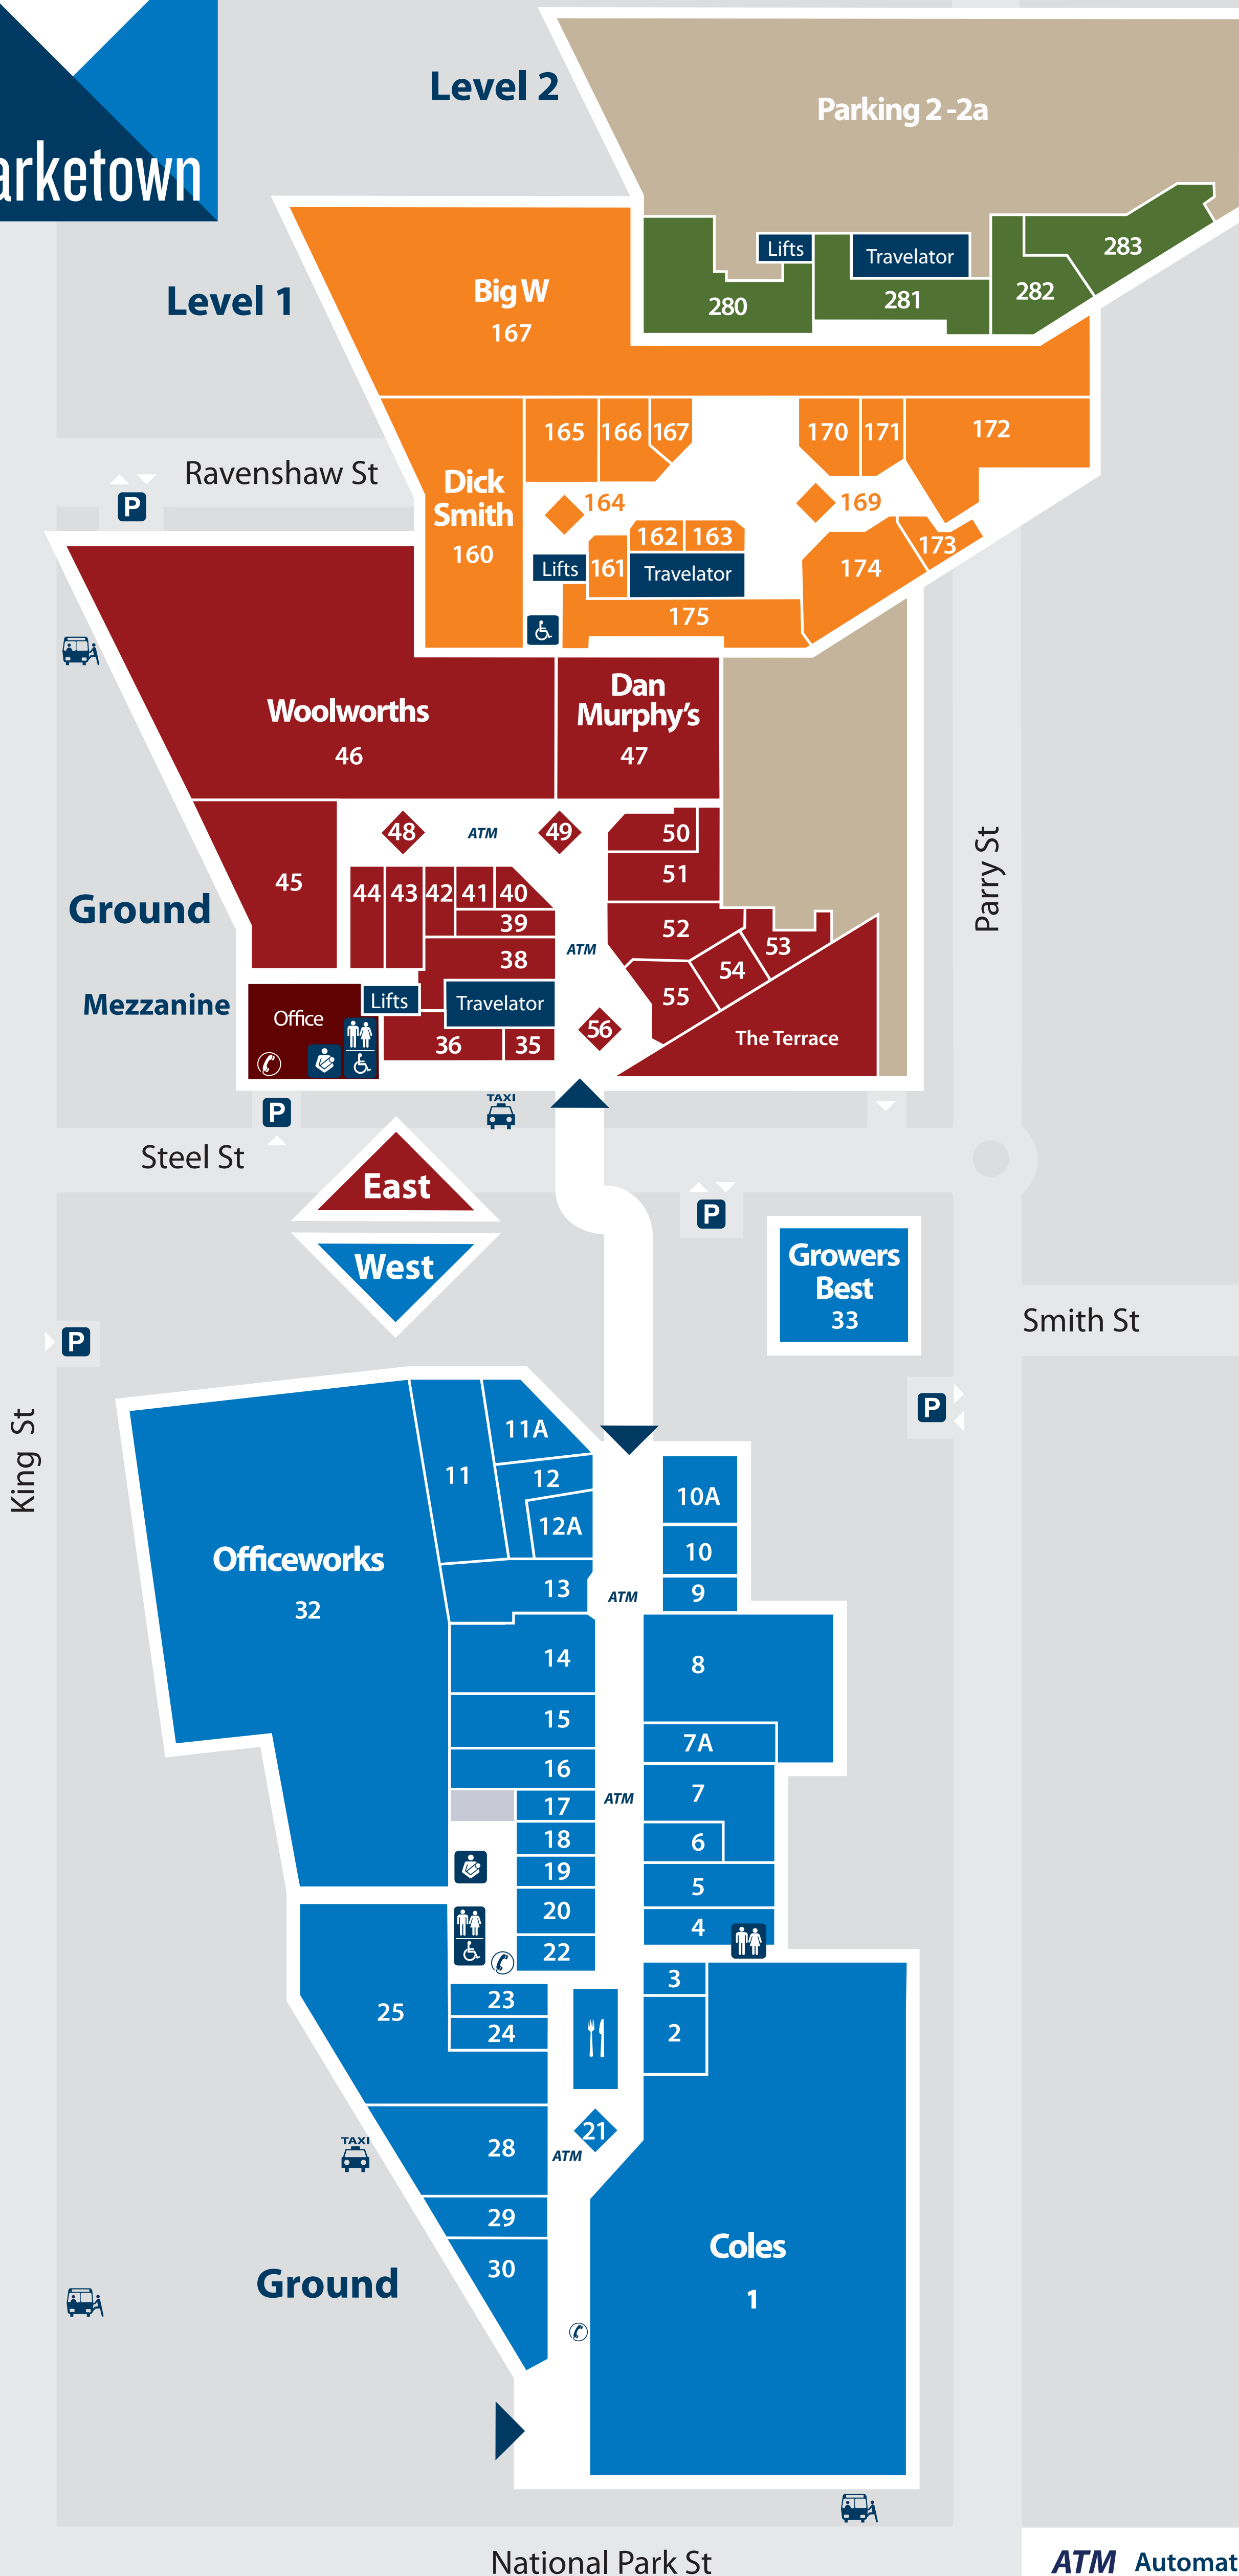 arketown
Level 2
Parking 2 -2a
283
Lifts
Travelator
282
280
281
Level 1
Big W
167
165
166
167
170
171
172
Ravenshaw St
P
Dick
Smith
160
164
169
162
163
173
Lifts
161
Travelator
174
175
Woolworths
46
Dan
Murphy's
47
48
ATM
49
50
51
45
44
43
42
41
40
39
Ground
52
ATM
38
53
54
55
Mezzanine
Lifts
Travelator
Office
56
36
35
The Terrace
Parry St
P
TAXI
Steel St
East
West
P
Growers
Best
33
Smith St
P
P
King St
11A
11
12
12A
10A
10
9
Officeworks
32
13
ATM
14
8
15
7A
16
17
ATM
7
18
6
19
5
20
4
22
3
23
25
24
2
21
TAXI
28
ATM
29
Coles
1
30
Ground
National Park St
ATM Automat